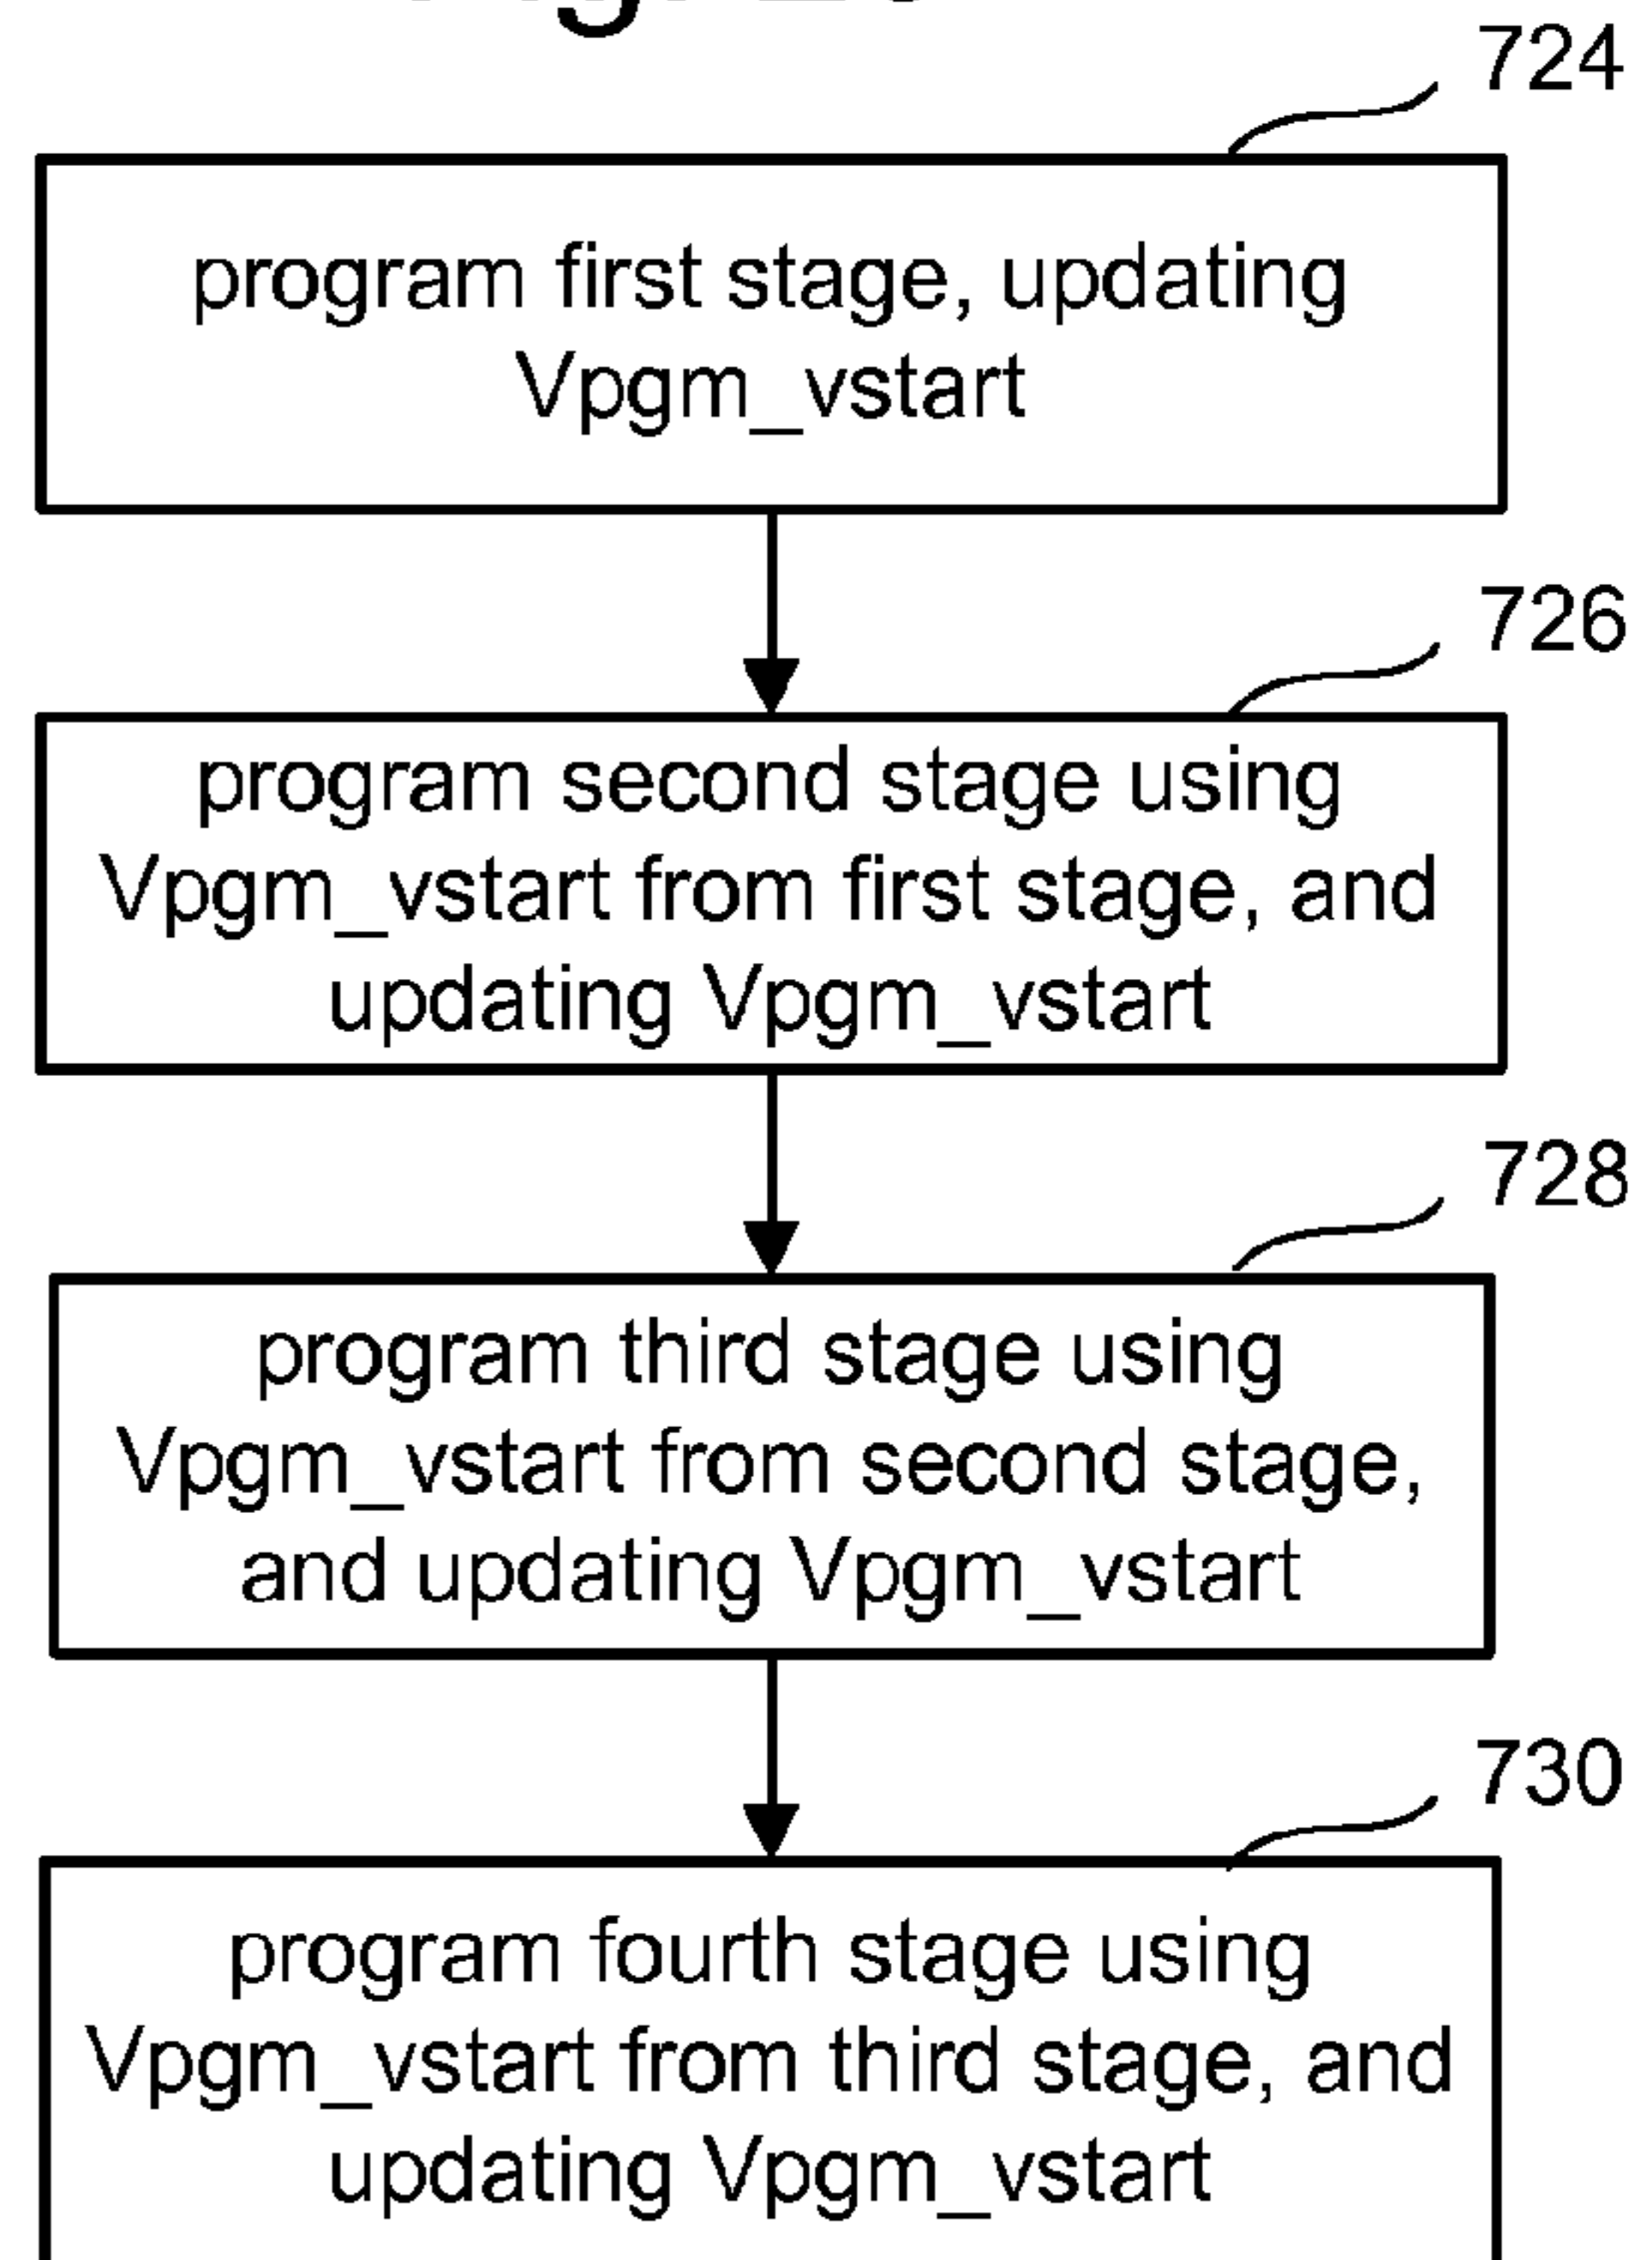 724
program first stage, updating
Vpgm_vstart
726
program second stage using
Vpgm_vstart from first stage, and
updating Vpgm_vstart
728
program third stage using
Vpgm_vstart from second stage,
and updating Vpgm_vstart
730
program fourth stage using
Vpgm_vstart from third stage, and
updating Vpgm_vstart